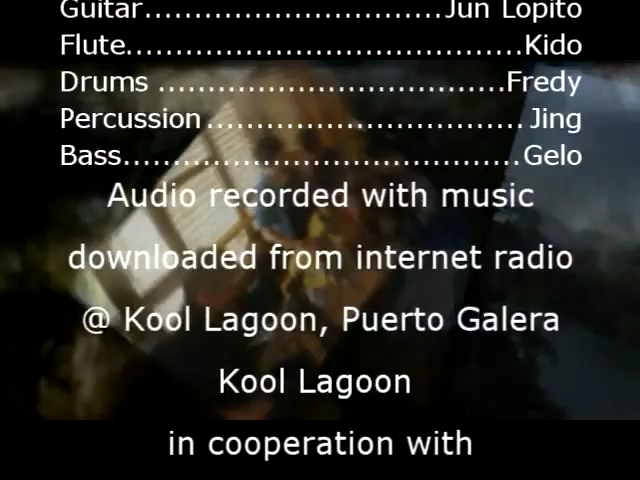 Guitar..............................Jun Lopito
Flute.......................................Kido
Drums ..................................Fredy
Percussion................................Jing
Bass.......................................Gelo
Audio recorded with music
downloaded from internet radio
@ Kool Lagoon, Puerto Galera
Kool Lagoon
in cooperation with